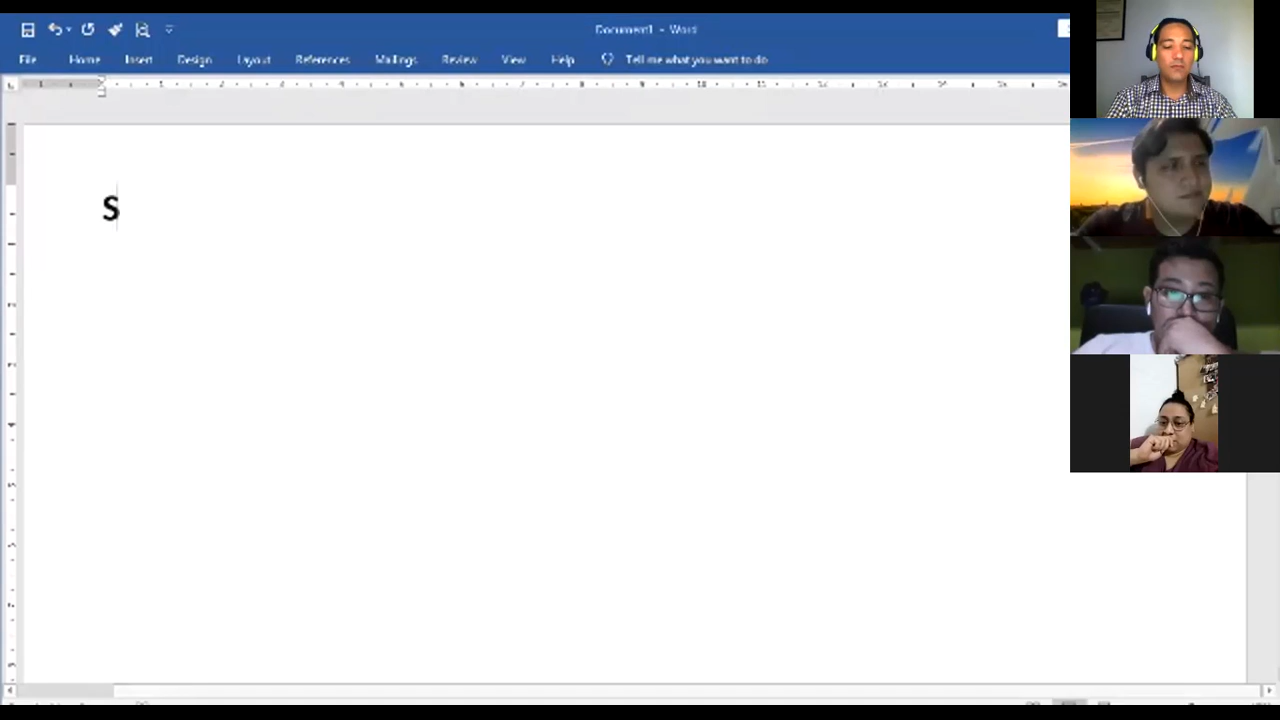 Document1 - Word
File Home Insert Design Layout References Mailings Review View Help Tell me what you want to do
S